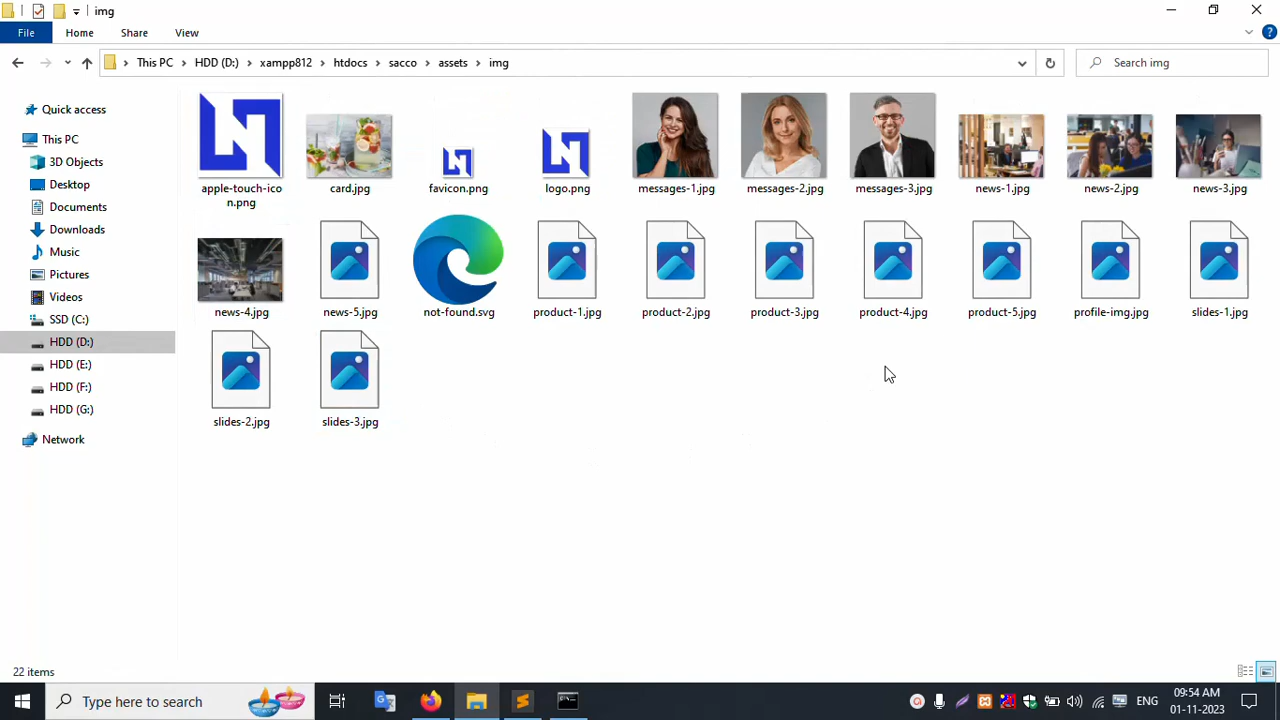 img
File Home Share View
This PC HDD (D:) xampp812 htdocs sacco assets img
Search img
Quick access
This PC
3D Objects
Desktop
Documents
Downloads
Music
Pictures
Videos
SSD (C:)
HDD (D:)
HDD (E:)
HDD (F:)
HDD (G:)
Network
apple-touch-ico
n.png
card.jpg
favicon.png
logo.png
messages-1.jpg
messages-2.jpg
messages-3.jpg
news-1.jpg
news-2.jpg
news-3.jpg
news-4.jpg
news-5.jpg
not-found.svg
product-1.jpg
product-2.jpg
product-3.jpg
product-4.jpg
product-5.jpg
profile-img.jpg
slides-1.jpg
slides-2.jpg
slides-3.jpg
22 items
Type here to search
ENG
09:54 AM
01-11-2023